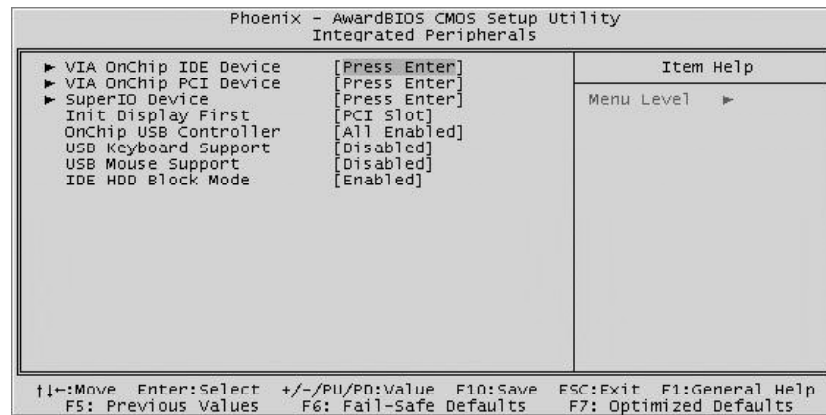 Phoenix - AwardBIOS CMOS Setup Utility
Integrated Peripherals
► VIA OnChip IDE Device [Press Enter]
► VIA OnChip PCI Device [Press Enter]
► SuperIO Device [Press Enter]
Init Display First [PCI Slot]
OnChip USB Controller [All Enabled]
USB Keyboard Support [Disabled]
USB Mouse Support [Disabled]
IDE HDD Block Mode [Enabled]
Item Help
Menu Level ►
↑↓←:Move Enter:Select +/-/PU/PD:Value F10:Save ESC:Exit F1:General Help
F5: Previous Values F6: Fail-Safe Defaults F7: Optimized Defaults